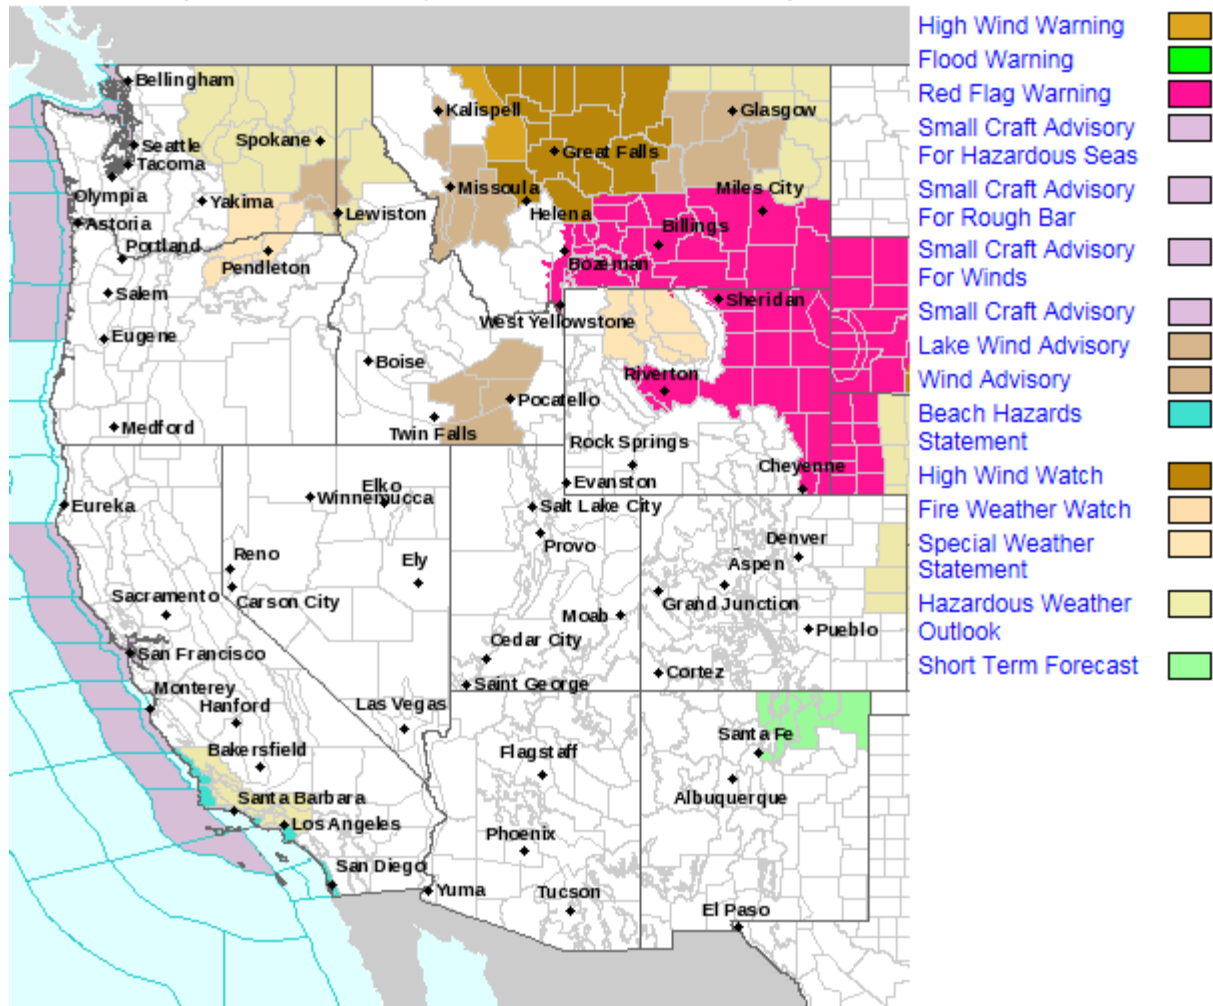 Bellingham
Kalispell
Glasgow
Seattle
Spokane
Great Falls
Tacoma
Olympia
Yakima
Missoula
Miles City
Lewiston
Helena
Astoria
Billings
Portland
Pendleton
Bozeman
Salem
Sheridan
West Yellowstone
Eugene
Boise
Riverton
Pocatello
Medford
Twin Falls
Rock Springs
Cheyenne
Evanston
Elko
Winnemucca
Eureka
Salt Lake City
Denver
Provo
Reno
Ely
Aspen
Sacramento
Carson City
Grand Junction
Moab
Pueblo
Cedar City
San Francisco
Cortez
Saint George
Monterey
Hanford
Las Vegas
Santa Fe
Bakersfield
Flagstaff
Santa Barbara
Albuquerque
Los Angeles
Phoenix
San Diego
Yuma
Tucson
El Paso
High Wind Warning
Flood Warning
Red Flag Warning
Small Craft Advisory
For Hazardous Seas
Small Craft Advisory
For Rough Bar
Small Craft Advisory
For Winds
Small Craft Advisory
Lake Wind Advisory
Wind Advisory
Beach Hazards
Statement
High Wind Watch
Fire Weather Watch
Special Weather
Statement
Hazardous Weather
Outlook
Short Term Forecast